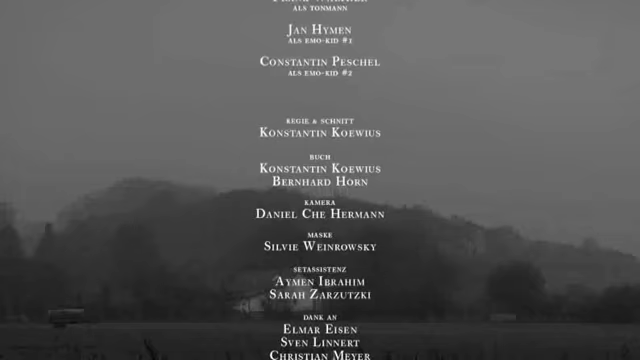 als Tonmann
Jan Hymen
als Emo-Kid #1
Constantin Peschel
als Emo-Kid #2
Regie & Schnitt
Konstantin Koewius
Buch
Konstantin Koewius
Bernhard Horn
Kamera
Daniel Che Hermann
Maske
Silvie Weinrowsky
Setassistenz
Aymen Ibrahim
Sarah Zarzutzki
Dank an
Elmar Eisen
Sven Linnert
Christian Meyer